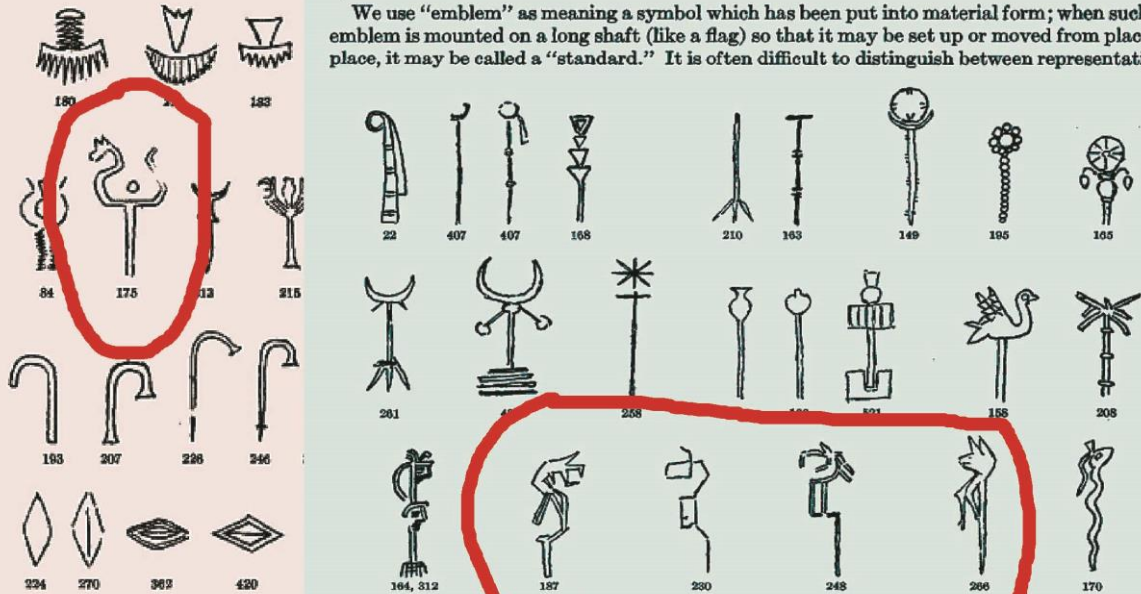 180 183
84 175 215
193 207 226 246
224 270 362 420
We use “emblem” as meaning a symbol which has been put into material form; when such
emblem is mounted on a long shaft (like a flag) so that it may be set up or moved from plac
place, it may be called a “standard.” It is often difficult to distinguish between representati
22 407 407 168 210 163 149 195 165
261 258 521 158 208
164, 312 187 230 248 266 170